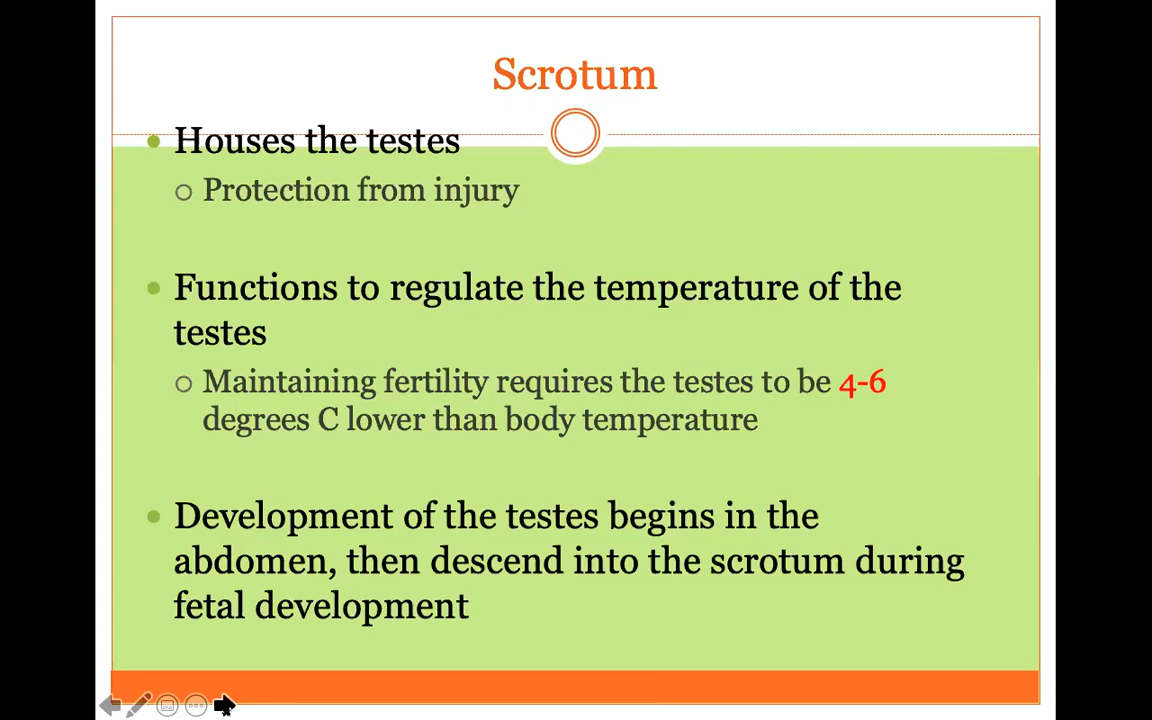 Scrotum
• Houses the testes
○ Protection from injury
• Functions to regulate the temperature of the
testes
○ Maintaining fertility requires the testes to be 4-6
degrees C lower than body temperature
• Development of the testes begins in the
abdomen, then descend into the scrotum during
fetal development